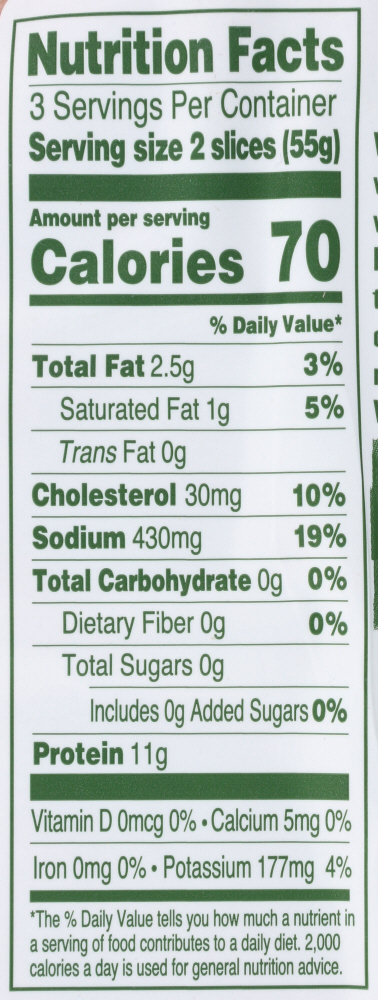 Nutrition Facts
3 Servings Per Container
Serving size 2 slices (55g)
Amount per serving
Calories 70
% Daily Value*
Total Fat 2.5g 3%
Saturated Fat 1g 5%
Trans Fat 0g
Cholesterol 30mg 10%
Sodium 430mg 19%
Total Carbohydrate 0g 0%
Dietary Fiber 0g 0%
Total Sugars 0g
Includes 0g Added Sugars 0%
Protein 11g
Vitamin D 0mcg 0% • Calcium 5mg 0%
Iron 0mg 0% • Potassium 177mg 4%
*The % Daily Value tells you how much a nutrient in
a serving of food contributes to a daily diet. 2,000
calories a day is used for general nutrition advice.